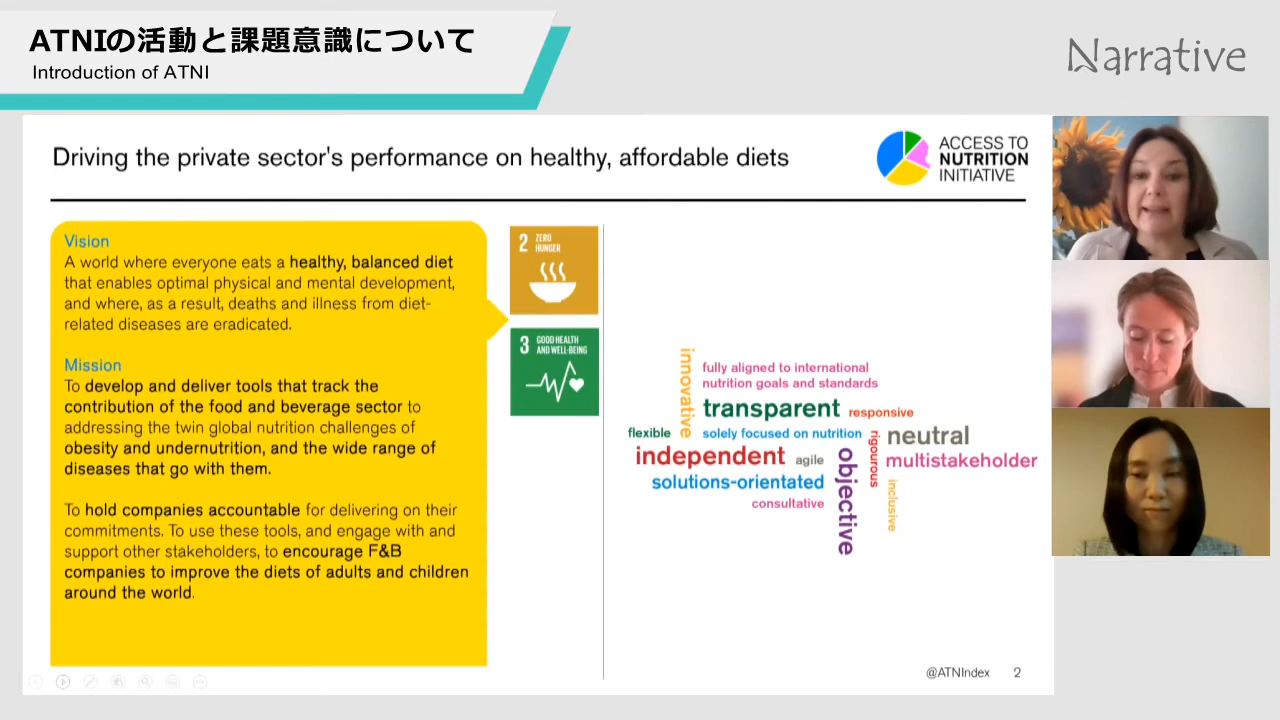 ATNIの活動と課題意識について
Introduction of ATNI
Narrative
Driving the private sector's performance on healthy, affordable diets
ACCESS TO
NUTRITION
INITIATIVE
Vision
A world where everyone eats a healthy, balanced diet
that enables optimal physical and mental development,
and where, as a result, deaths and illness from diet-
related diseases are eradicated.
Mission
To develop and deliver tools that track the
contribution of the food and beverage sector to
addressing the twin global nutrition challenges of
obesity and undernutrition, and the wide range of
diseases that go with them.
To hold companies accountable for delivering on their
commitments. To use these tools, and engage with and
support other stakeholders, to encourage F&B
companies to improve the diets of adults and children
around the world.
2 ZERO
HUNGER
3 GOOD HEALTH
AND WELL-BEING
innovative
fully aligned to international
nutrition goals and standards
transparent
responsive
flexible
solely focused on nutrition
rigourous
neutral
independent
agile
objective
multistakeholder
solutions-orientated
inclusive
consultative
@ATNIndex
2